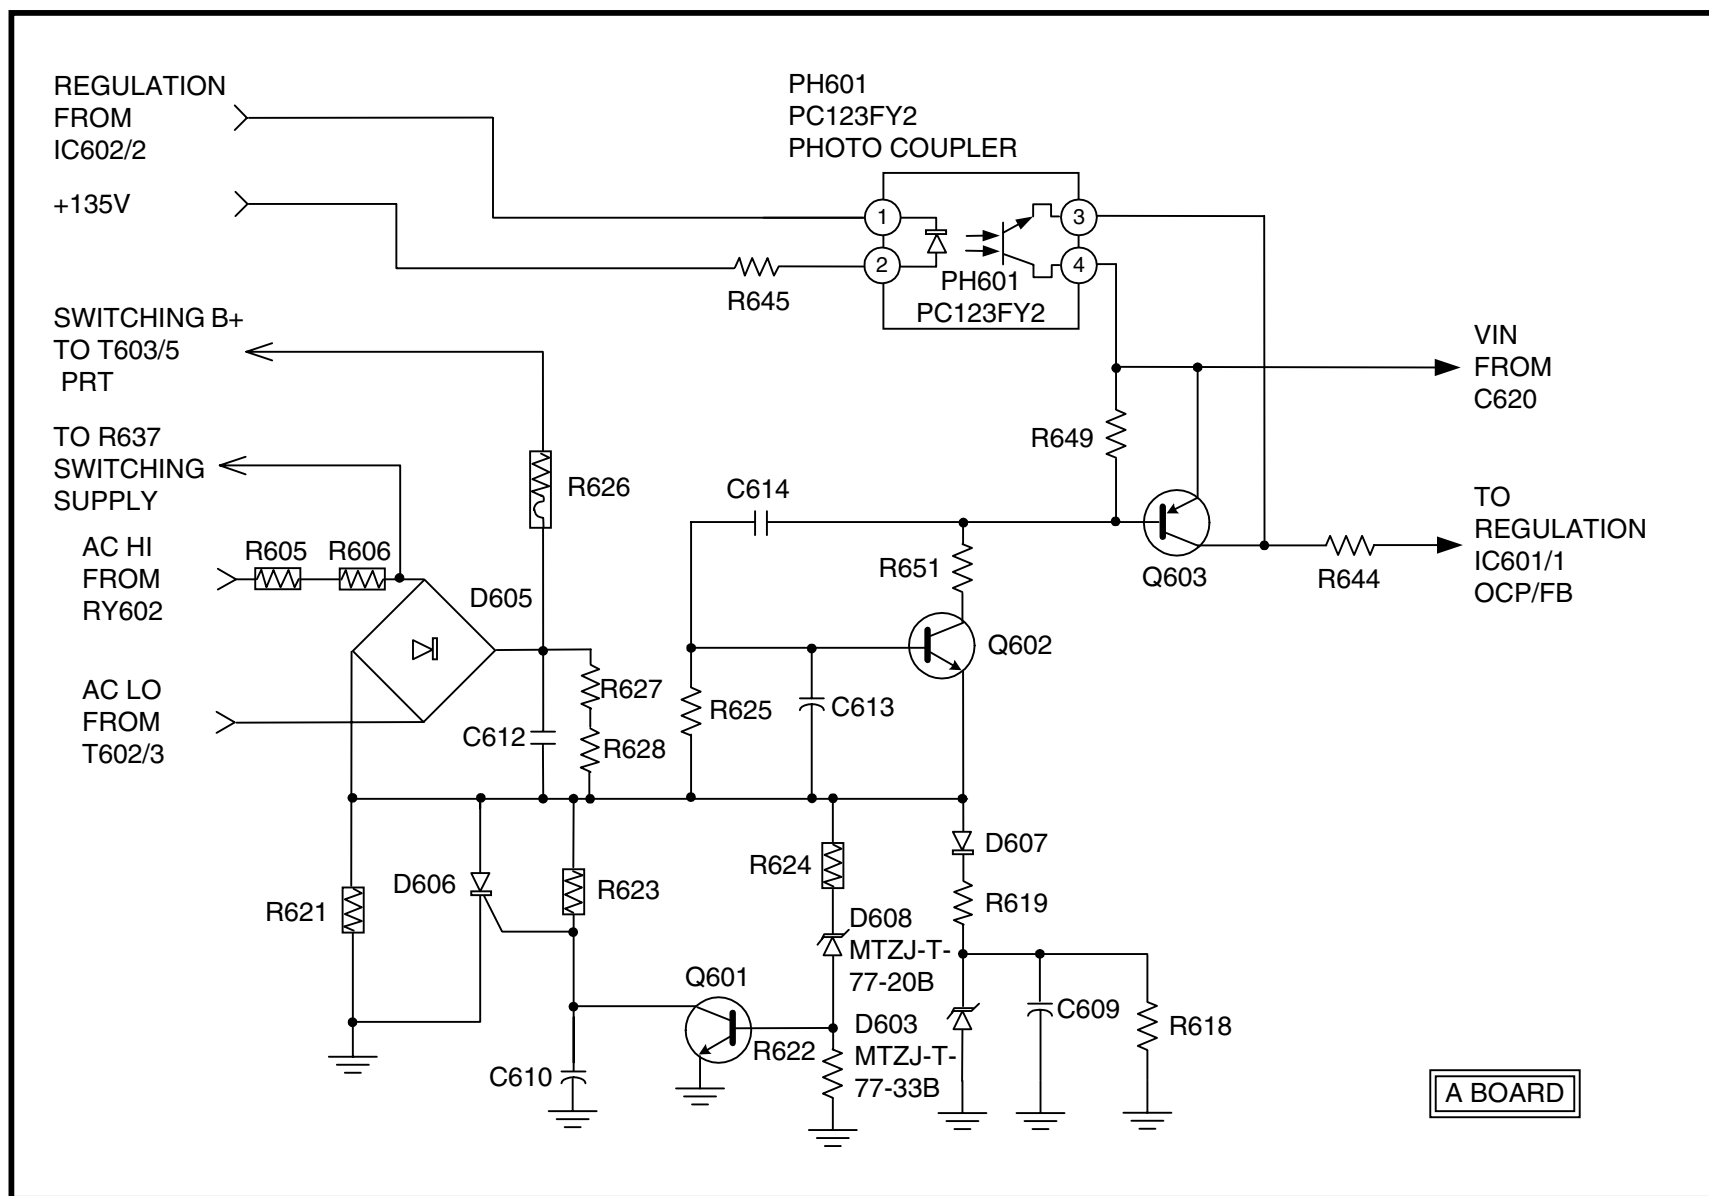 REGULATION
FROM
IC602/2
+135V
PH601
PC123FY2
PHOTO COUPLER
1
2
3
4
PH601
PC123FY2
R645
SWITCHING B+
TO T603/5
PRT
TO R637
SWITCHING
SUPPLY
AC HI
FROM
RY602
R605
R606
D605
R626
AC LO
FROM
T602/3
C612
R627
R628
C614
R651
R649
Q603
Q602
R625
C613
VIN
FROM
C620
TO
REGULATION
IC601/1
OCP/FB
R644
R621
D606
R623
R624
D607
R619
D608
MTZJ-T-
77-20B
Q601
R622
D603
MTZJ-T-
77-33B
C610
C609
R618
A BOARD